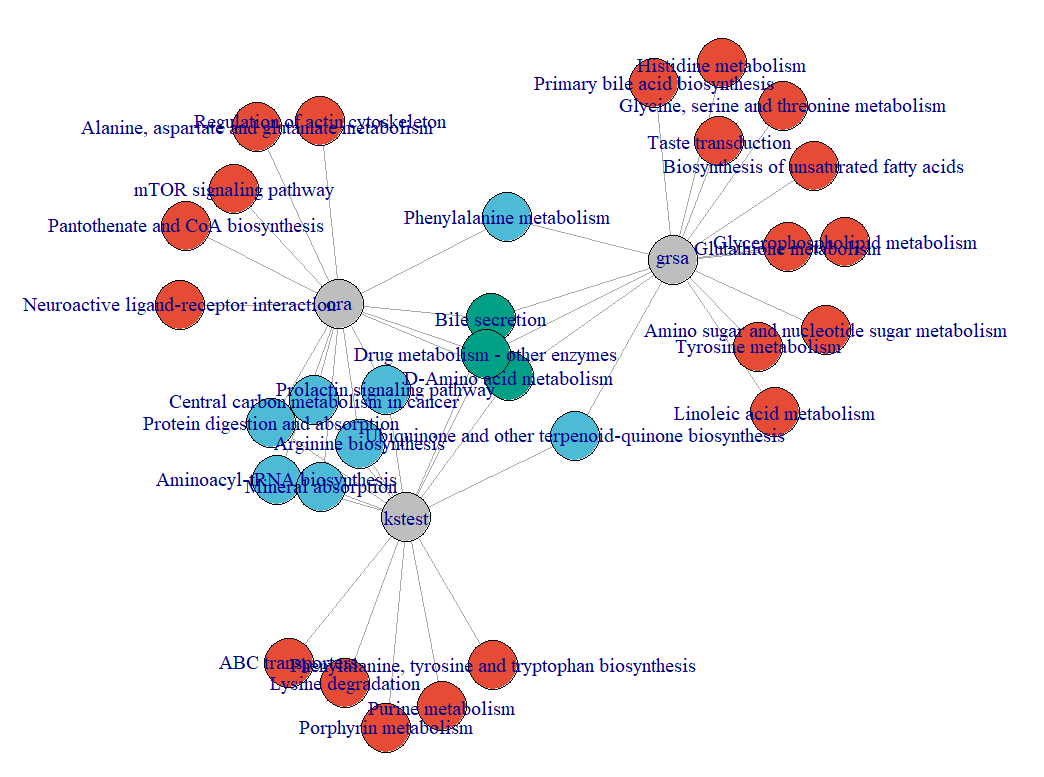 Histidine metabolism
Primary bile acid biosynthesis
Glycine, serine and threonine metabolism
Regulation of actin cytoskeleton
Alanine, aspartate and glutamate metabolism
Taste transduction
Biosynthesis of unsaturated fatty acids
mTOR signaling pathway
Phenylalanine metabolism
Pantothenate and CoA biosynthesis
Glycerophospholipid metabolism
Glutathione metabolism
grsa
Neuroactive ligand-receptor interaction
ora
Bile secretion
Amino sugar and nucleotide sugar metabolism
Tyrosine metabolism
Drug metabolism - other enzymes
D-Amino acid metabolism
Prolactin signaling pathway
Central carbon metabolism in cancer
Linoleic acid metabolism
Protein digestion and absorption
Ubiquinone and other terpenoid-quinone biosynthesis
Arginine biosynthesis
Aminoacyl-tRNA biosynthesis
Mineral absorption
kstest
ABC transporters
Phenylalanine, tyrosine and tryptophan biosynthesis
Lysine degradation
Purine metabolism
Porphyrin metabolism